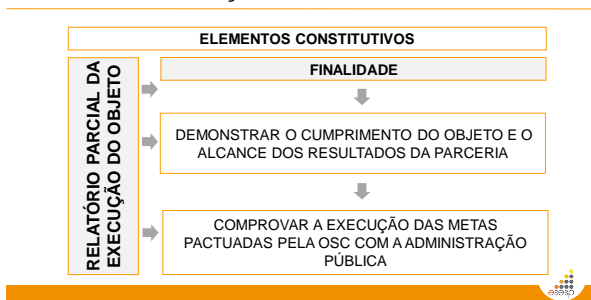 ELEMENTOS CONSTITUTIVOS
RELATÓRIO PARCIAL DA
EXECUÇÃO DO OBJETO
FINALIDADE
DEMONSTRAR O CUMPRIMENTO DO OBJETO E O
ALCANCE DOS RESULTADOS DA PARCERIA
COMPROVAR A EXECUÇÃO DAS METAS
PACTUADAS PELA OSC COM A ADMINISTRAÇÃO
PÚBLICA
esesp